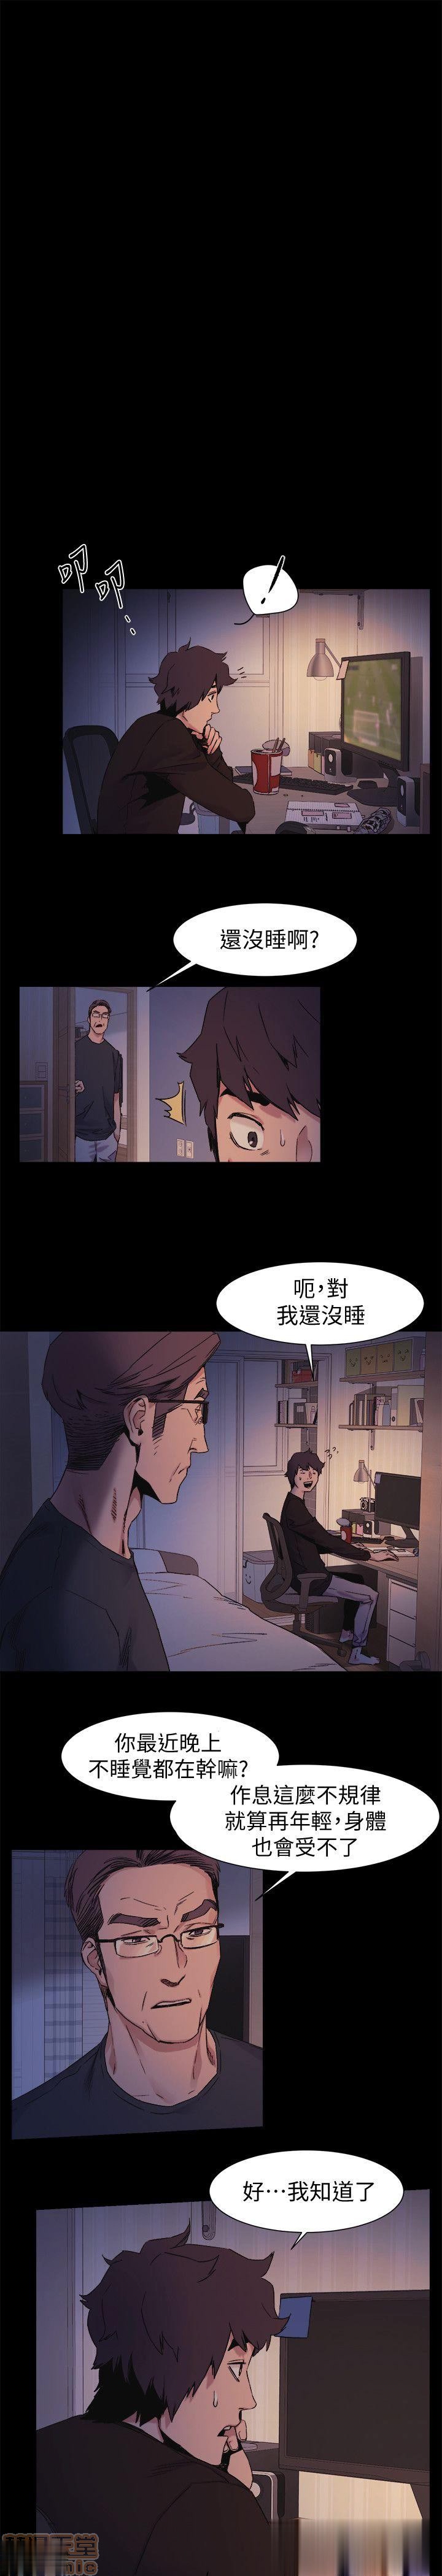 叩
叩…
還沒睡啊?
呃,對
我還沒睡
你最近晚上
不睡覺都在幹嘛?
作息這麼不規律
就算再年輕,身體
也會受不了
好…我知道了